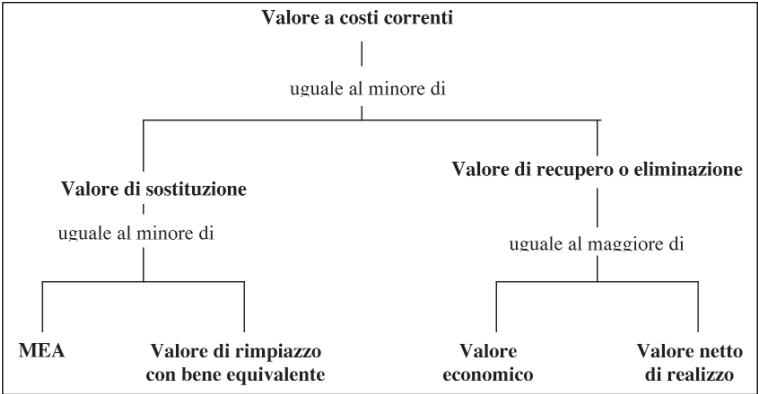 Valore a costi correnti
uguale al minore di
Valore di sostituzione
uguale al minore di
Valore di recupero o eliminazione
uguale al maggiore di
MEA
Valore di rimpiazzo
con bene equivalente
Valore
economico
Valore netto
di realizzo